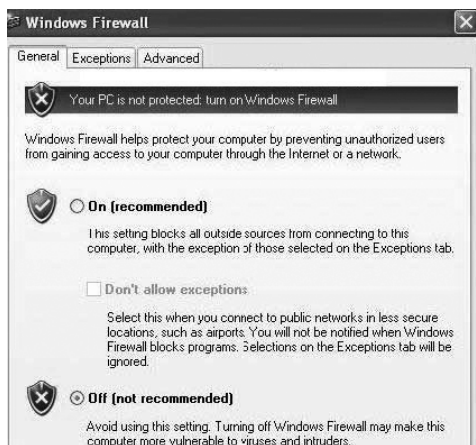 Windows Firewall
General Exceptions Advanced
Your PC is not protected: turn on Windows Firewall
Windows Firewall helps protect your computer by preventing unauthorized users
from gaining access to your computer through the Internet or a network.
On (recommended)
This setting blocks all outside sources from connecting to this
computer, with the exception of those selected on the Exceptions tab.
Don't allow exceptions
Select this when you connect to public networks in less secure
locations, such as airports. You will not be notified when Windows
Firewall blocks programs. Selections on the Exceptions tab will be
ignored.
Off (not recommended)
Avoid using this setting. Turning off Windows Firewall may make this
computer more vulnerable to viruses and intruders.